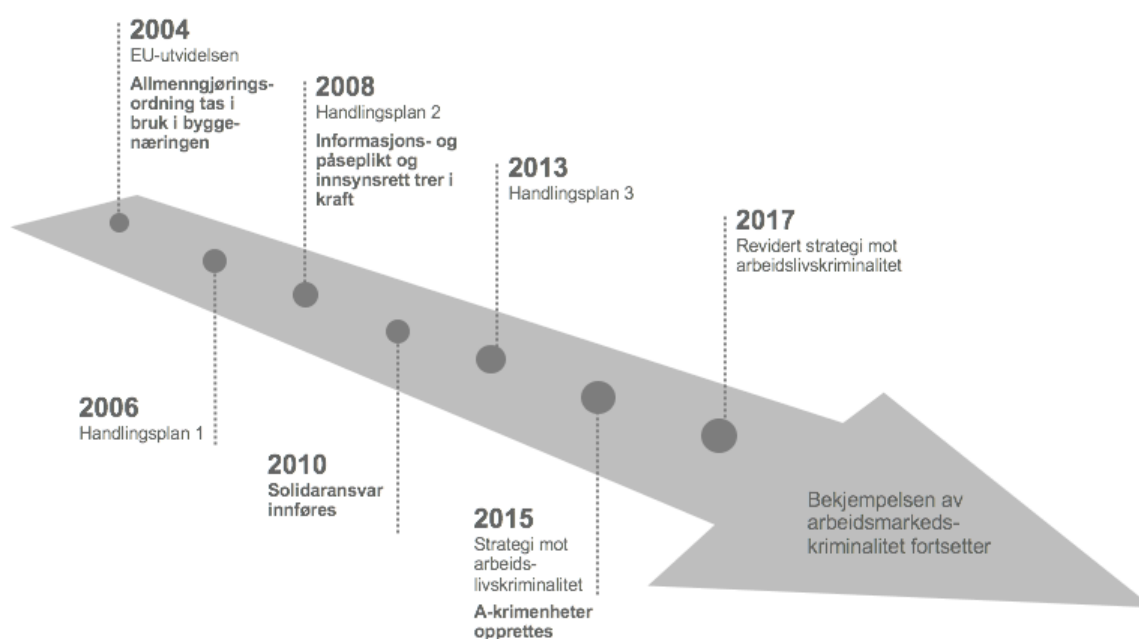 2004
EU-utvidelsen
Allmenngjørings-
ordning tas i
bruk i bygge-
næringen
2008
Handlingsplan 2
Informasjons- og
påseplikt og
innsynsrett trer i
kraft
2013
Handlingsplan 3
2017
Revidert strategi mot
arbeidslivskriminalitet
2006
Handlingsplan 1
2010
Solidaransvar
innføres
2015
Strategi mot
arbeids-
livskriminalitet
A-krimenheter
opprettes
Bekjempelsen av
arbeidsmarkeds-
kriminalitet fortsetter